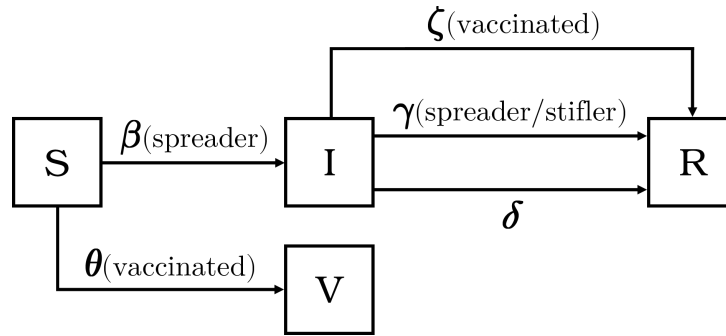 ζ(vaccinated)
S
β(spreader)
I
γ(spreader/stifler)
R
δ
θ(vaccinated)
V